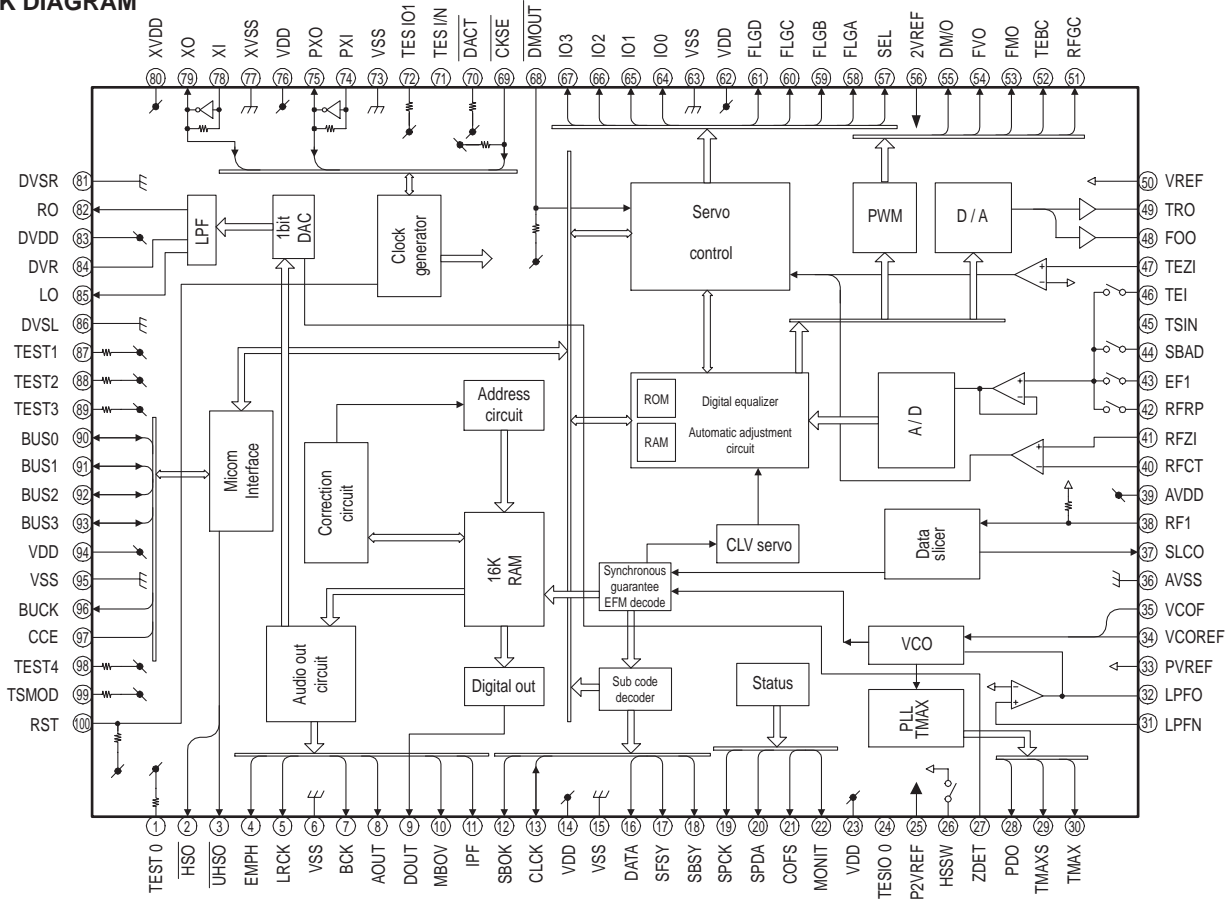 K DIAGRAM
XVDD
XO
XI
XVSS
VDD
PXO
PXI
VSS
TES IO1
TES I/N
DACT
CKSE
DMOUT
IO3
IO2
IO1
IO0
VSS
VDD
FLGD
FLGC
FLGB
FLGA
SEL
2VREF
DM/O
FVO
FMO
TEBC
RFGC
80
79
78
77
76
75
74
73
72
71
70
69
68
67
66
65
64
63
62
61
60
59
58
57
56
55
54
53
52
51
DVSR 81
RO 82
DVDD 83
DVR 84
LO 85
DVSL 86
TEST1 87
TEST2 88
TEST3 89
BUS0 90
BUS1 91
BUS2 92
BUS3 93
VDD 94
VSS 95
BUCK 96
CCE 97
TEST4 98
TSMOD 99
RST 100
LPF
1bit
DAC
Clock
generator
Servo
control
PWM
D / A
Micom
Interface
Correction
circuit
Address
circuit
16K
RAM
ROM
RAM
Digital equalizer
Automatic adjustment
circuit
A / D
CLV servo
Synchronous
guarantee
EFM decode
Data
slicer
VCO
PLL
TMAX
Audio out
circuit
Digital out
Sub code
decoder
Status
50 VREF
49 TRO
48 FOO
47 TEZI
46 TEI
45 TSIN
44 SBAD
43 EF1
42 RFRP
41 RFZI
40 RFCT
39 AVDD
38 RF1
37 SLCO
36 AVSS
35 VCOF
34 VCOREF
33 PVREF
32 LPFO
31 LPFN
1
2
3
4
5
6
7
8
9
10
11
12
13
14
15
16
17
18
19
20
21
22
23
24
25
26
27
28
29
30
TEST 0
HSO
UHSO
EMPH
LRCK
VSS
BCK
AOUT
DOUT
MBOV
IPF
SBOK
CLCK
VDD
VSS
DATA
SFSY
SBSY
SPCK
SPDA
COFS
MONIT
VDD
TESIO 0
P2VREF
HSSW
ZDET
PDO
TMAXS
TMAX